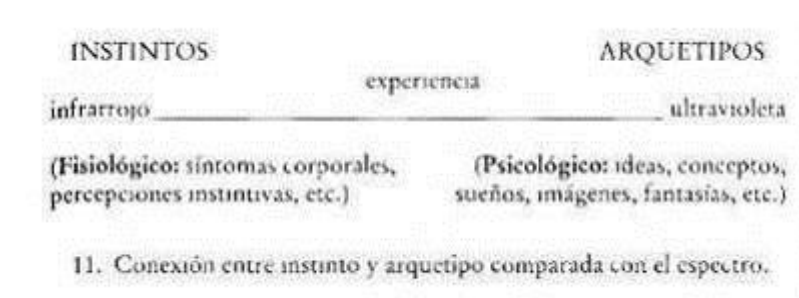 INSTINTOS ARQUETIPOS
experiencia
infrarrojo ultravioleta
(Fisiológico: síntomas corporales, (Psicológico: ideas, conceptos,
percepciones instintivas, etc.) sueños, imágenes, fantasías, etc.)
11. Conexión entre instinto y arquetipo comparada con el espectro.